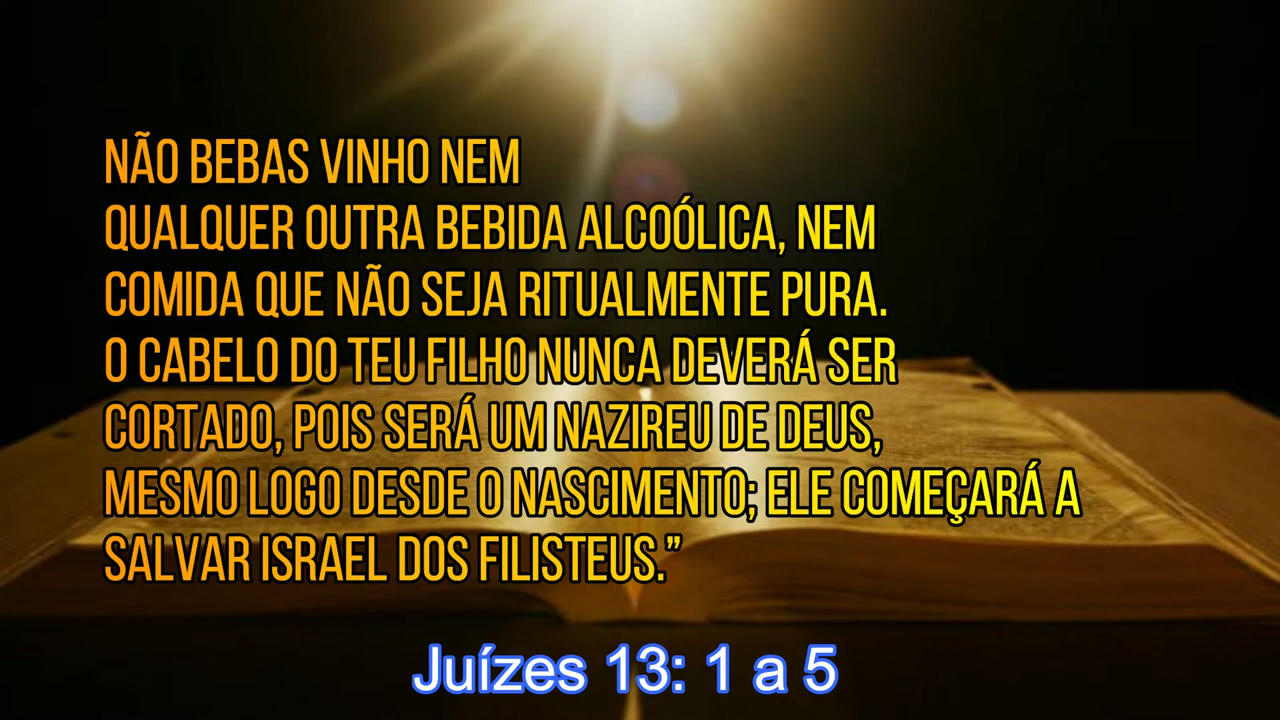 NÃO BEBAS VINHO NEM
QUALQUER OUTRA BEBIDA ALCOÓLICA, NEM
COMIDA QUE NÃO SEJA RITUALMENTE PURA.
O CABELO DO TEU FILHO NUNCA DEVERÁ SER
CORTADO, POIS SERÁ UM NAZIREU DE DEUS,
MESMO LOGO DESDE O NASCIMENTO; ELE COMEÇARÁ A
SALVAR ISRAEL DOS FILISTEUS.”
Juízes 13: 1 a 5